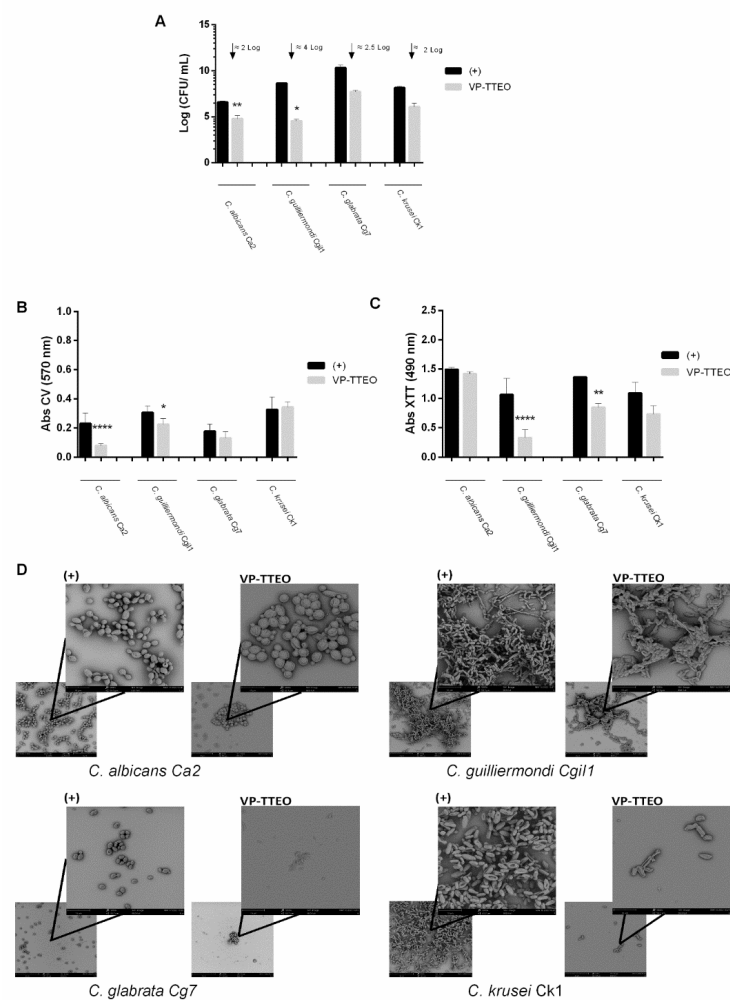 A
≈ 2 Log
≈ 4 Log
≈ 2.5 Log
≈ 2 Log
(+)
VP-TTEO
Log (CFU/ mL)
15
10
5
0
**
*
C. albicans Ca2
C. guilliermondi Cgil1
C. glabrata Cg7
C. krusei Ck1
B
Abs CV (570 nm)
1.0
0.8
0.6
0.4
0.2
0.0
****
*
(+)
VP-TTEO
C. albicans Ca2
C. guilliermondi Cgil1
C. glabrata Cg7
C. krusei Ck1
C
Abs XTT (490 nm)
2.5
2.0
1.5
1.0
0.5
0.0
****
**
(+)
VP-TTEO
C. albicans Ca2
C. guilliermondi Cgil1
C. glabrata Cg7
C. krusei Ck1
D
(+)
VP-TTEO
(+)
VP-TTEO
C. albicans Ca2
C. guilliermondi Cgil1
(+)
VP-TTEO
(+)
VP-TTEO
C. glabrata Cg7
C. krusei Ck1